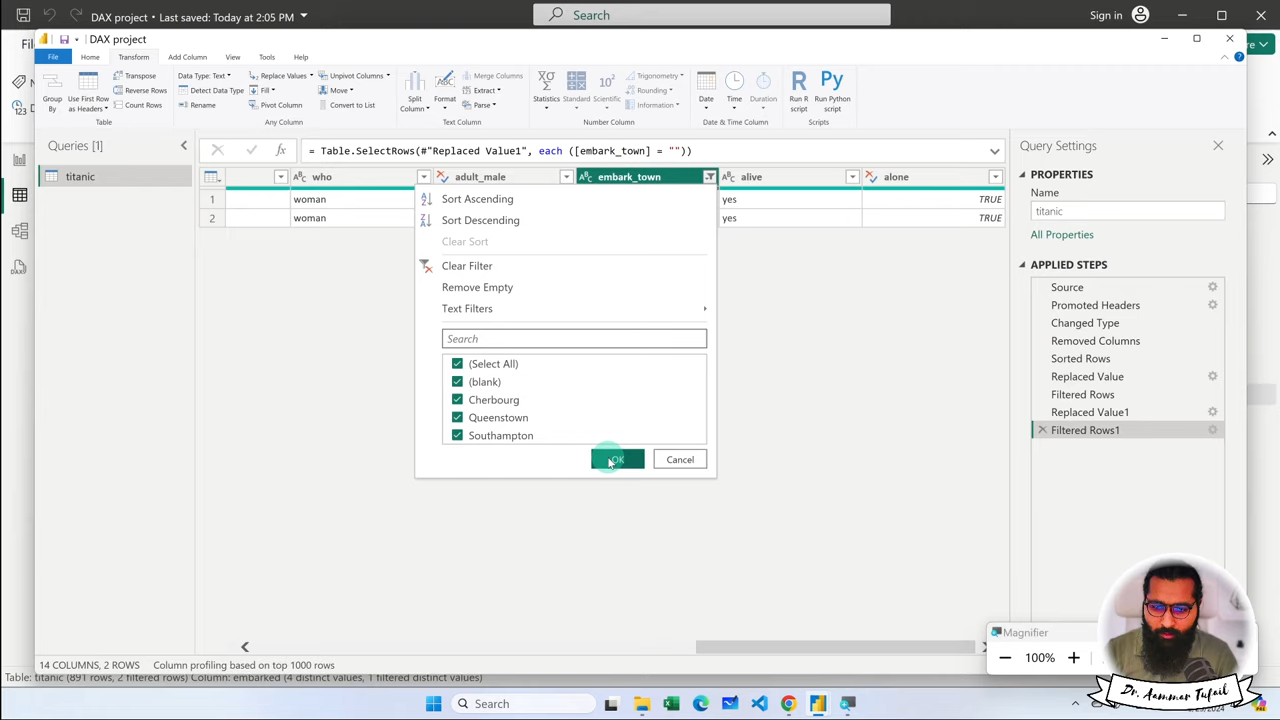 DAX project • Last saved: Today at 2:05 PM
Search
Sign in
DAX project
File
Home
Transform
Add Column
View
Tools
Help
Group By
Use First Row as Headers
Transpose
Reverse Rows
Count Rows
Table
Data Type: Text
Detect Data Type
Rename
Replace Values
Fill
Pivot Column
Unpivot Columns
Move
Convert to List
Any Column
Split Column
Format
Merge Columns
Extract
Parse
Text Column
Statistics
Standard
Scientific
Trigonometry
Rounding
Information
Number Column
Date
Time
Duration
Date & Time Column
Run R script
Run Python script
Scripts
Queries [1]
titanic
= Table.SelectRows(#"Replaced Value1", each ([embark_town] = ""))
who
adult_male
embark_town
alive
alone
1 woman yes TRUE
2 woman yes TRUE
Sort Ascending
Sort Descending
Clear Sort
Clear Filter
Remove Empty
Text Filters
Search
(Select All)
(blank)
Cherbourg
Queenstown
Southampton
OK
Cancel
Query Settings
PROPERTIES
Name
titanic
All Properties
APPLIED STEPS
Source
Promoted Headers
Changed Type
Removed Columns
Sorted Rows
Replaced Value
Filtered Rows
Replaced Value1
Filtered Rows1
Magnifier
100%
Dr. Aammar Tufail
14 COLUMNS, 2 ROWS
Column profiling based on top 1000 rows
Table: titanic (891 rows, 2 filtered rows) Column: embarked (4 distinct values, 1 filtered distinct values)
Search